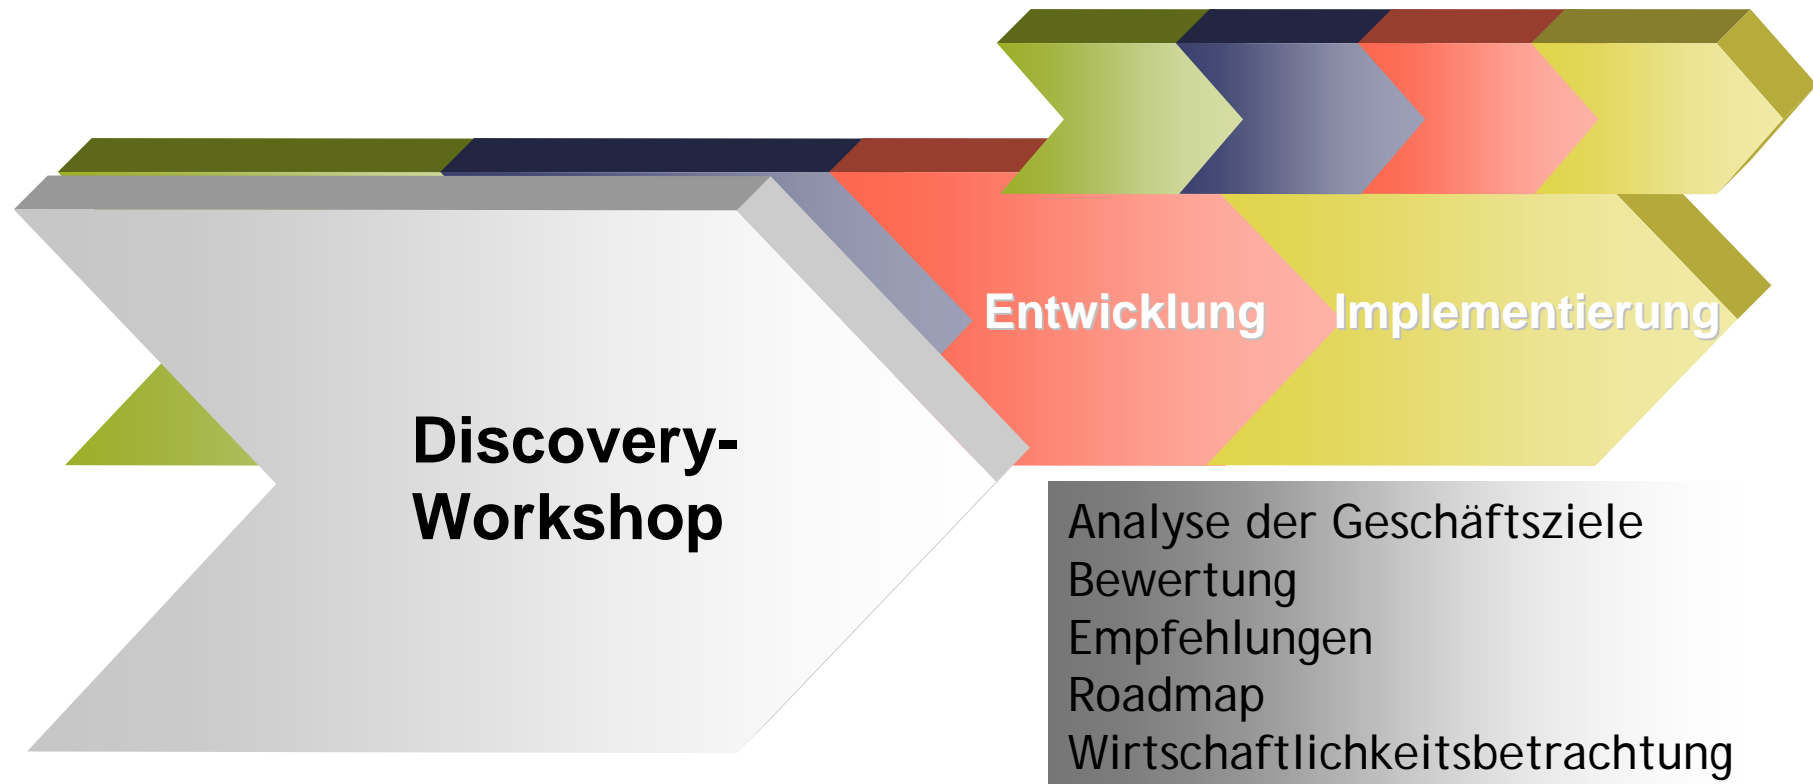 Entwicklung Implementierung
Discovery-
Workshop
Analyse der Geschäftsziele
Bewertung
Empfehlungen
Roadmap
Wirtschaftlichkeitsbetrachtung